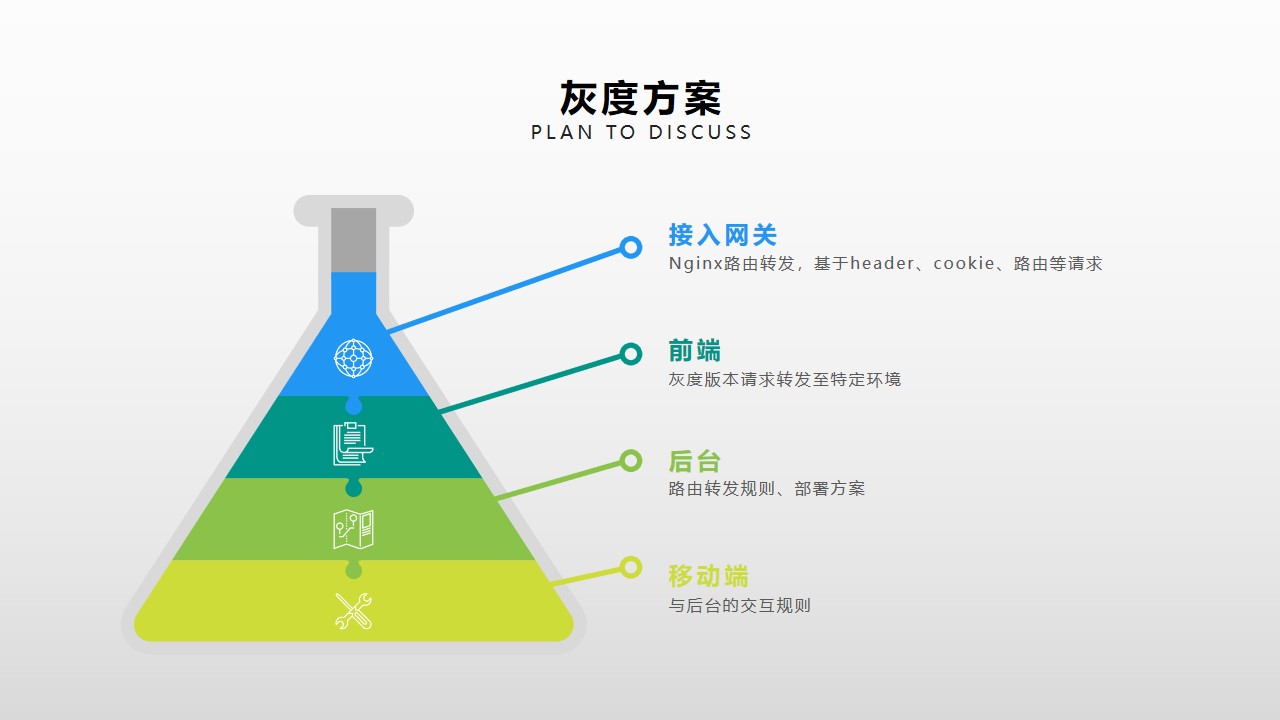 灰度方案
PLAN TO DISCUSS
接入网关
Nginx路由转发，基于header、cookie、路由等请求
前端
灰度版本请求转发至特定环境
后台
路由转发规则、部署方案
移动端
与后台的交互规则